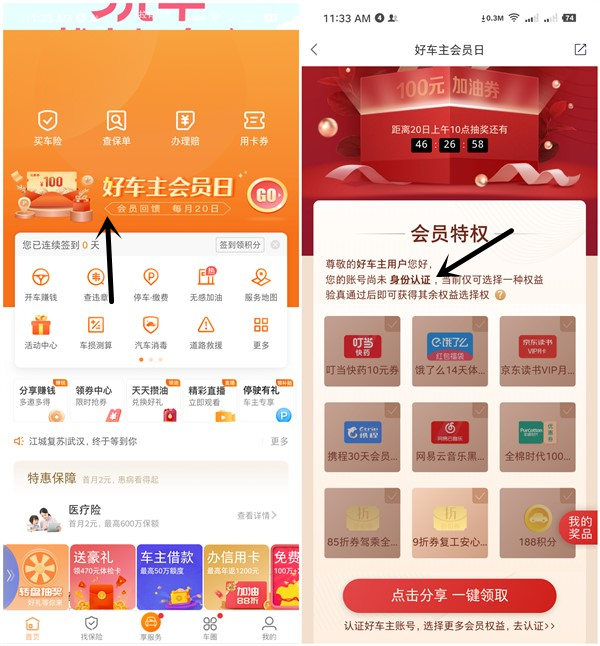 买车险
查保单
办理赔
用卡券
100
好车主会员日
会员回馈 每月20日
GO
您已连续签到 0 天
签到领积分
开车赚钱
查违章
停车·缴费
无感加油
热
服务地图
活动中心
车损测算
汽车消毒
道路救援
更多
分享赚钱
多邀多得
领券中心
限时抢券
天天攒油
兑换好礼
精彩直播
立即观看
停驶有礼
车主专享
江城复苏|武汉，终于等到你
更多
特惠保障
首月2元，患病看得起
医疗险
首月2元，最高600万保额
查看详情>
转盘抽奖
好礼等你来
送豪礼
领470元体检卡
车主借款
最高50万额度
办信用卡
最高年返1200元
加油
88折
免费
100万
首页
找保险
享服务
车圈
我的
11:33 AM
0.3M
74
好车主会员日
100元 加油券
距离20日上午10点抽奖还有
46 : 26 : 58
会员特权
尊敬的好车主用户您好，
您的账号尚未 身份认证 ，当前仅可选择一种权益
验真通过后即可获得其余权益选择权
叮当
快药
叮当快药10元券
饿了么
红包福袋
饿了么14天体...
京东读书
VIP月卡
京东读书VIP月...
携程
携程30天会员...
网易云音乐
网易云音乐黑...
Purcotton
全棉时代
优惠券
全棉时代100...
折
85折券驾乘全...
折
9折券复工安心...
188积分
我的
奖品
点击分享 一键领取
认证好车主账号，选择更多会员权益，去认证>>